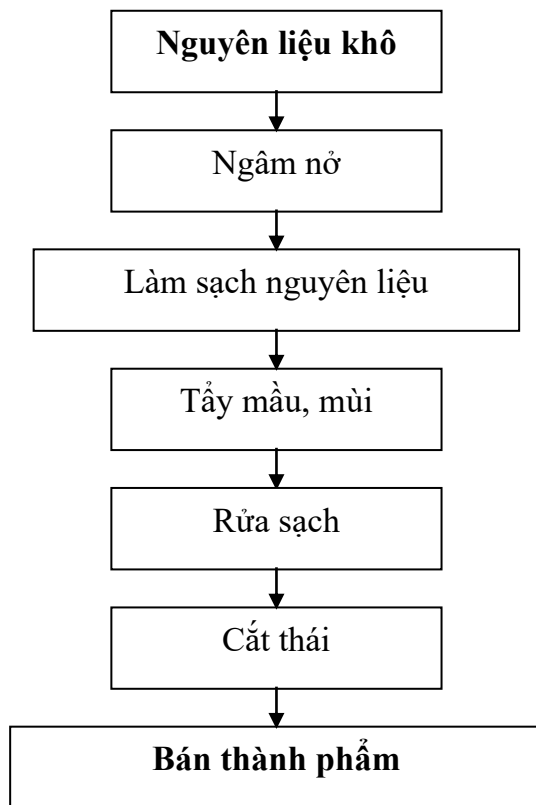 Nguyên liệu khô
Ngâm nở
Làm sạch nguyên liệu
Tẩy mầu, mùi
Rửa sạch
Cắt thái
Bán thành phẩm